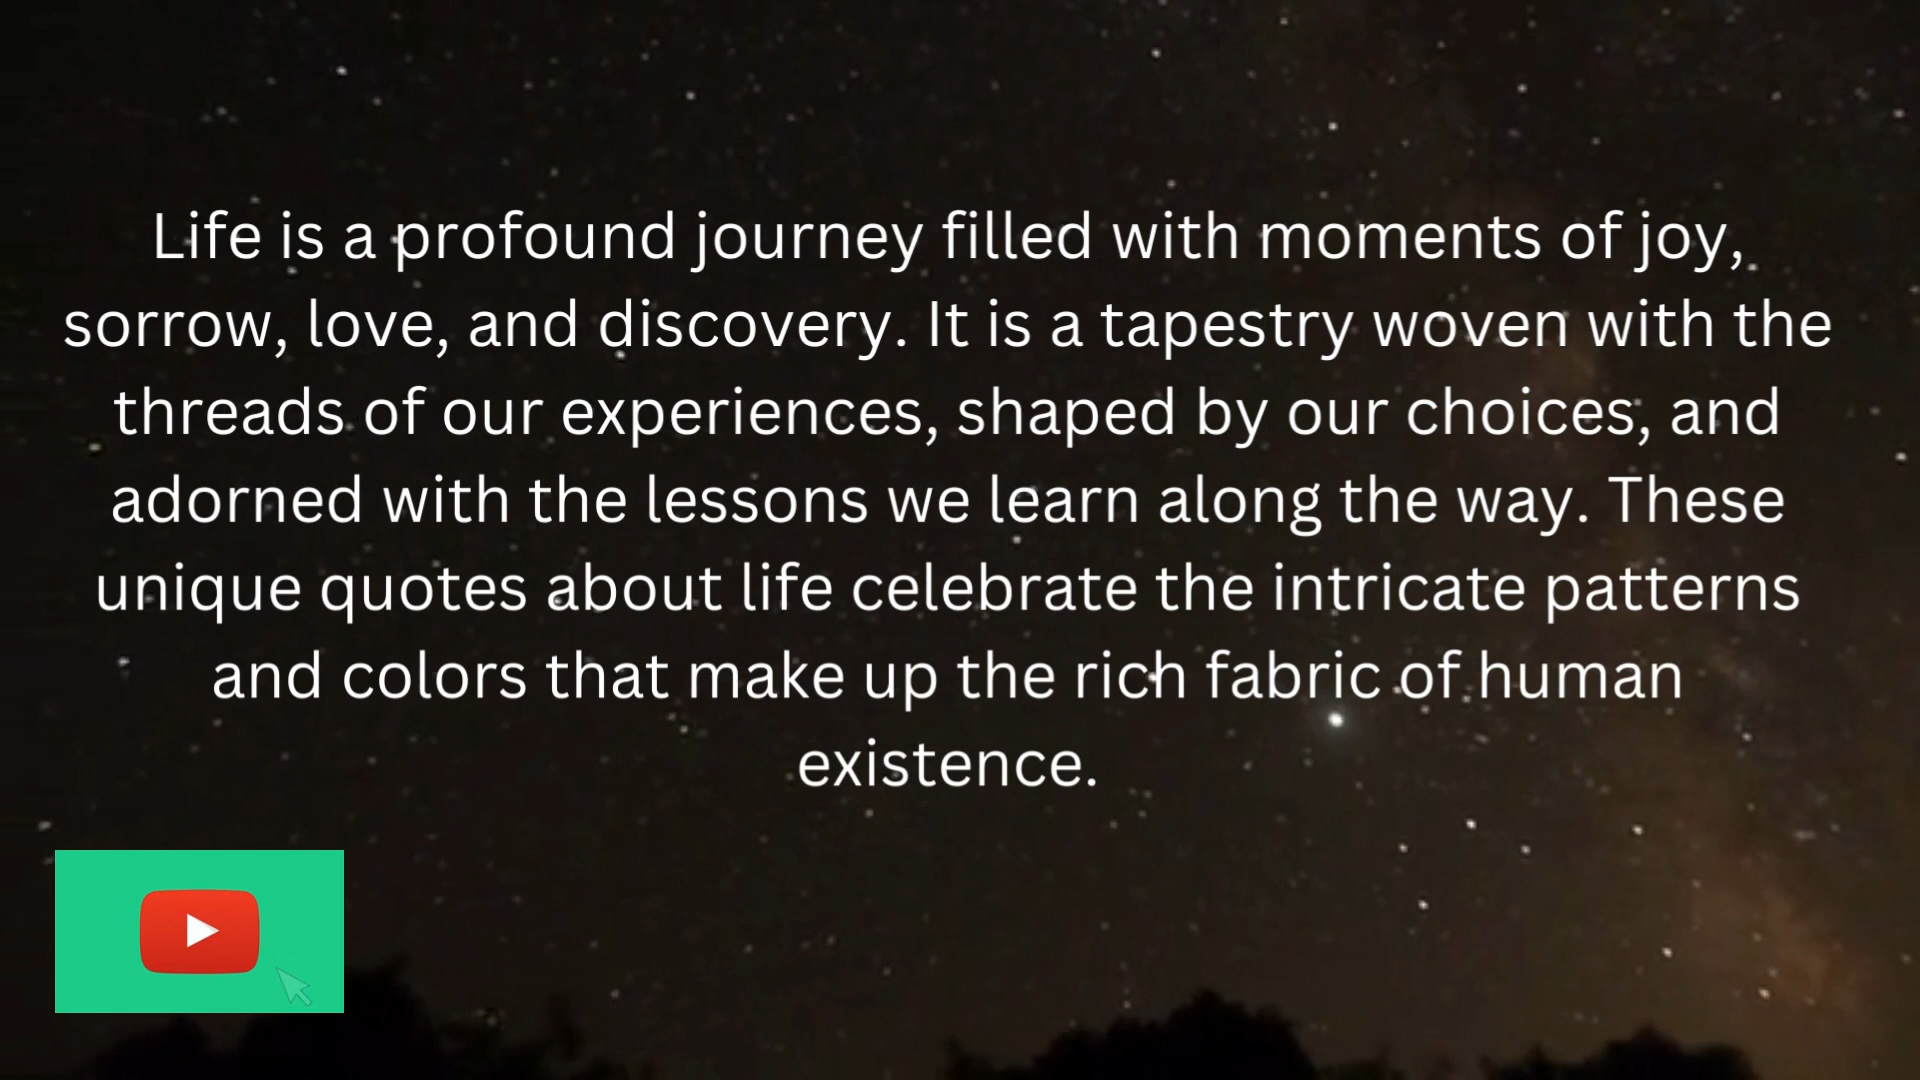 Life is a profound journey filled with moments of joy,
sorrow, love, and discovery. It is a tapestry woven with the
threads of our experiences, shaped by our choices, and
adorned with the lessons we learn along the way. These
unique quotes about life celebrate the intricate patterns
and colors that make up the rich fabric of human
existence.